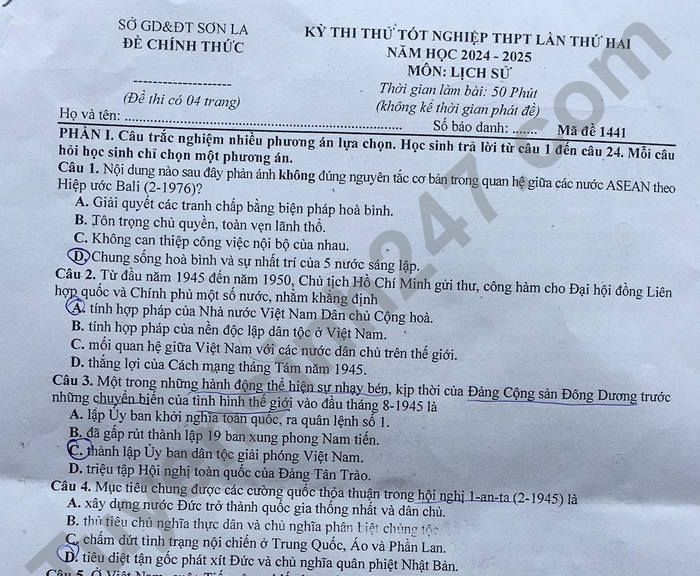 SỞ GD&ĐT SƠN LA
ĐỀ CHÍNH THỨC
(Đề thi có 04 trang)
KỲ THI THỬ TỐT NGHIỆP THPT LẦN THỨ HAI
NĂM HỌC 2024 - 2025
MÔN: LỊCH SỬ
Thời gian làm bài: 50 Phút
(không kể thời gian phát đề)
Họ và tên: ............................................................
Số báo danh: ....... Mã đề 1441
PHẦN I. Câu trắc nghiệm nhiều phương án lựa chọn. Học sinh trả lời từ câu 1 đến câu 24. Mỗi câu
hỏi học sinh chỉ chọn một phương án.
Câu 1. Nội dung nào sau đây phản ánh không đúng nguyên tắc cơ bản trong quan hệ giữa các nước ASEAN theo
Hiệp ước Bali (2-1976)?
A. Giải quyết các tranh chấp bằng biện pháp hoà bình.
B. Tôn trọng chủ quyền, toàn vẹn lãnh thổ.
C. Không can thiệp công việc nội bộ của nhau.
D. Chung sống hoà bình và sự nhất trí của 5 nước sáng lập.
Câu 2. Từ đầu năm 1945 đến năm 1950, Chủ tịch Hồ Chí Minh gửi thư, công hàm cho Đại hội đồng Liên
hợp quốc và Chính phủ một số nước, nhằm khẳng định
A. tính hợp pháp của Nhà nước Việt Nam Dân chủ Cộng hoà.
B. tính hợp pháp của nền độc lập dân tộc ở Việt Nam.
C. mối quan hệ giữa Việt Nam với các nước dân chủ trên thế giới.
D. thắng lợi của Cách mạng tháng Tám năm 1945.
Câu 3. Một trong những hành động thể hiện sự nhạy bén, kịp thời của Đảng Cộng sản Đông Dương trước
những chuyển biến của tình hình thế giới vào đầu tháng 8-1945 là
A. lập Ủy ban khởi nghĩa toàn quốc, ra quân lệnh số 1.
B. đã gấp rút thành lập 19 ban xung phong Nam tiến.
C. thành lập Ủy ban dân tộc giải phóng Việt Nam.
D. triệu tập Hội nghị toàn quốc của Đảng Tân Trào.
Câu 4. Mục tiêu chung được các cường quốc thỏa thuận trong hội nghị I-an-ta (2-1945) là
A. xây dựng nước Đức trở thành quốc gia thống nhất và dân chủ.
B. thủ tiêu chủ nghĩa thực dân và chủ nghĩa phân biệt chủng tộc
C. chấm dứt tình trạng nội chiến ở Trung Quốc, Áo và Phần Lan.
D. tiêu diệt tận gốc phát xít Đức và chủ nghĩa quân phiệt Nhật Bản.